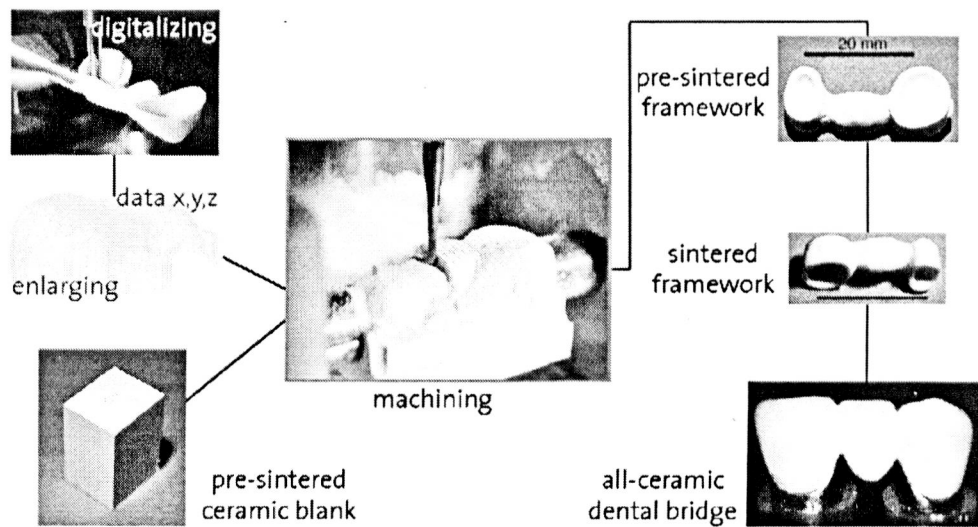 digitalizing
data x,y,z
enlarging
pre-sintered
ceramic blank
machining
20 mm
pre-sintered
framework
sintered
framework
all-ceramic
dental bridge